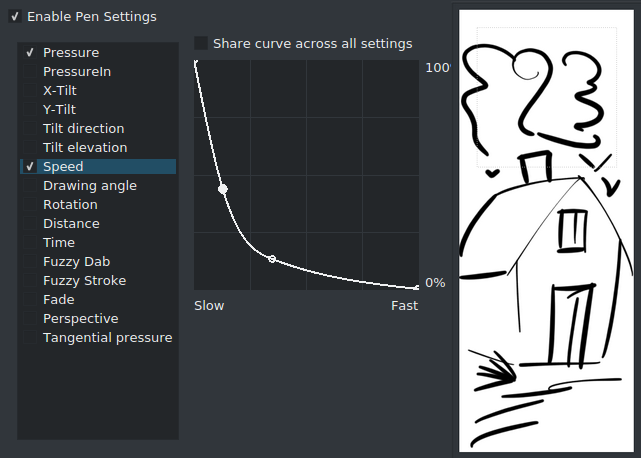 Enable Pen Settings
Pressure
PressureIn
X-Tilt
Y-Tilt
Tilt direction
Tilt elevation
Speed
Drawing angle
Rotation
Distance
Time
Fuzzy Dab
Fuzzy Stroke
Fade
Perspective
Tangential pressure
Share curve across all settings
100%
0%
Slow
Fast